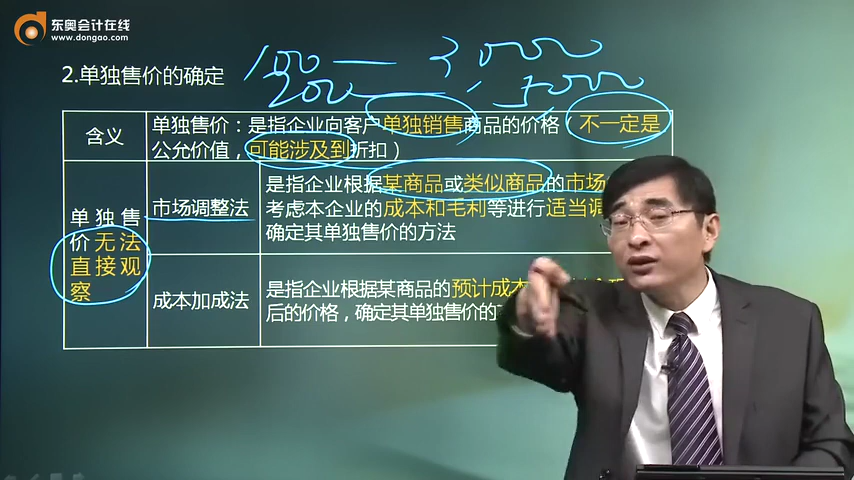 东奥会计在线
www.dongao.com
2.单独售价的确定
100 — 3,0000
200 — , 5,0000
含义
单独售价：是指企业向客户单独销售商品的价格（不一定是
公允价值，可能涉及到折扣）
单独售
价无法
直接观
察
市场调整法
是指企业根据某商品或类似商品的市场
考虑本企业的成本和毛利等进行适当调
确定其单独售价的方法
成本加成法
是指企业根据某商品的预计成本
后的价格，确定其单独售价的